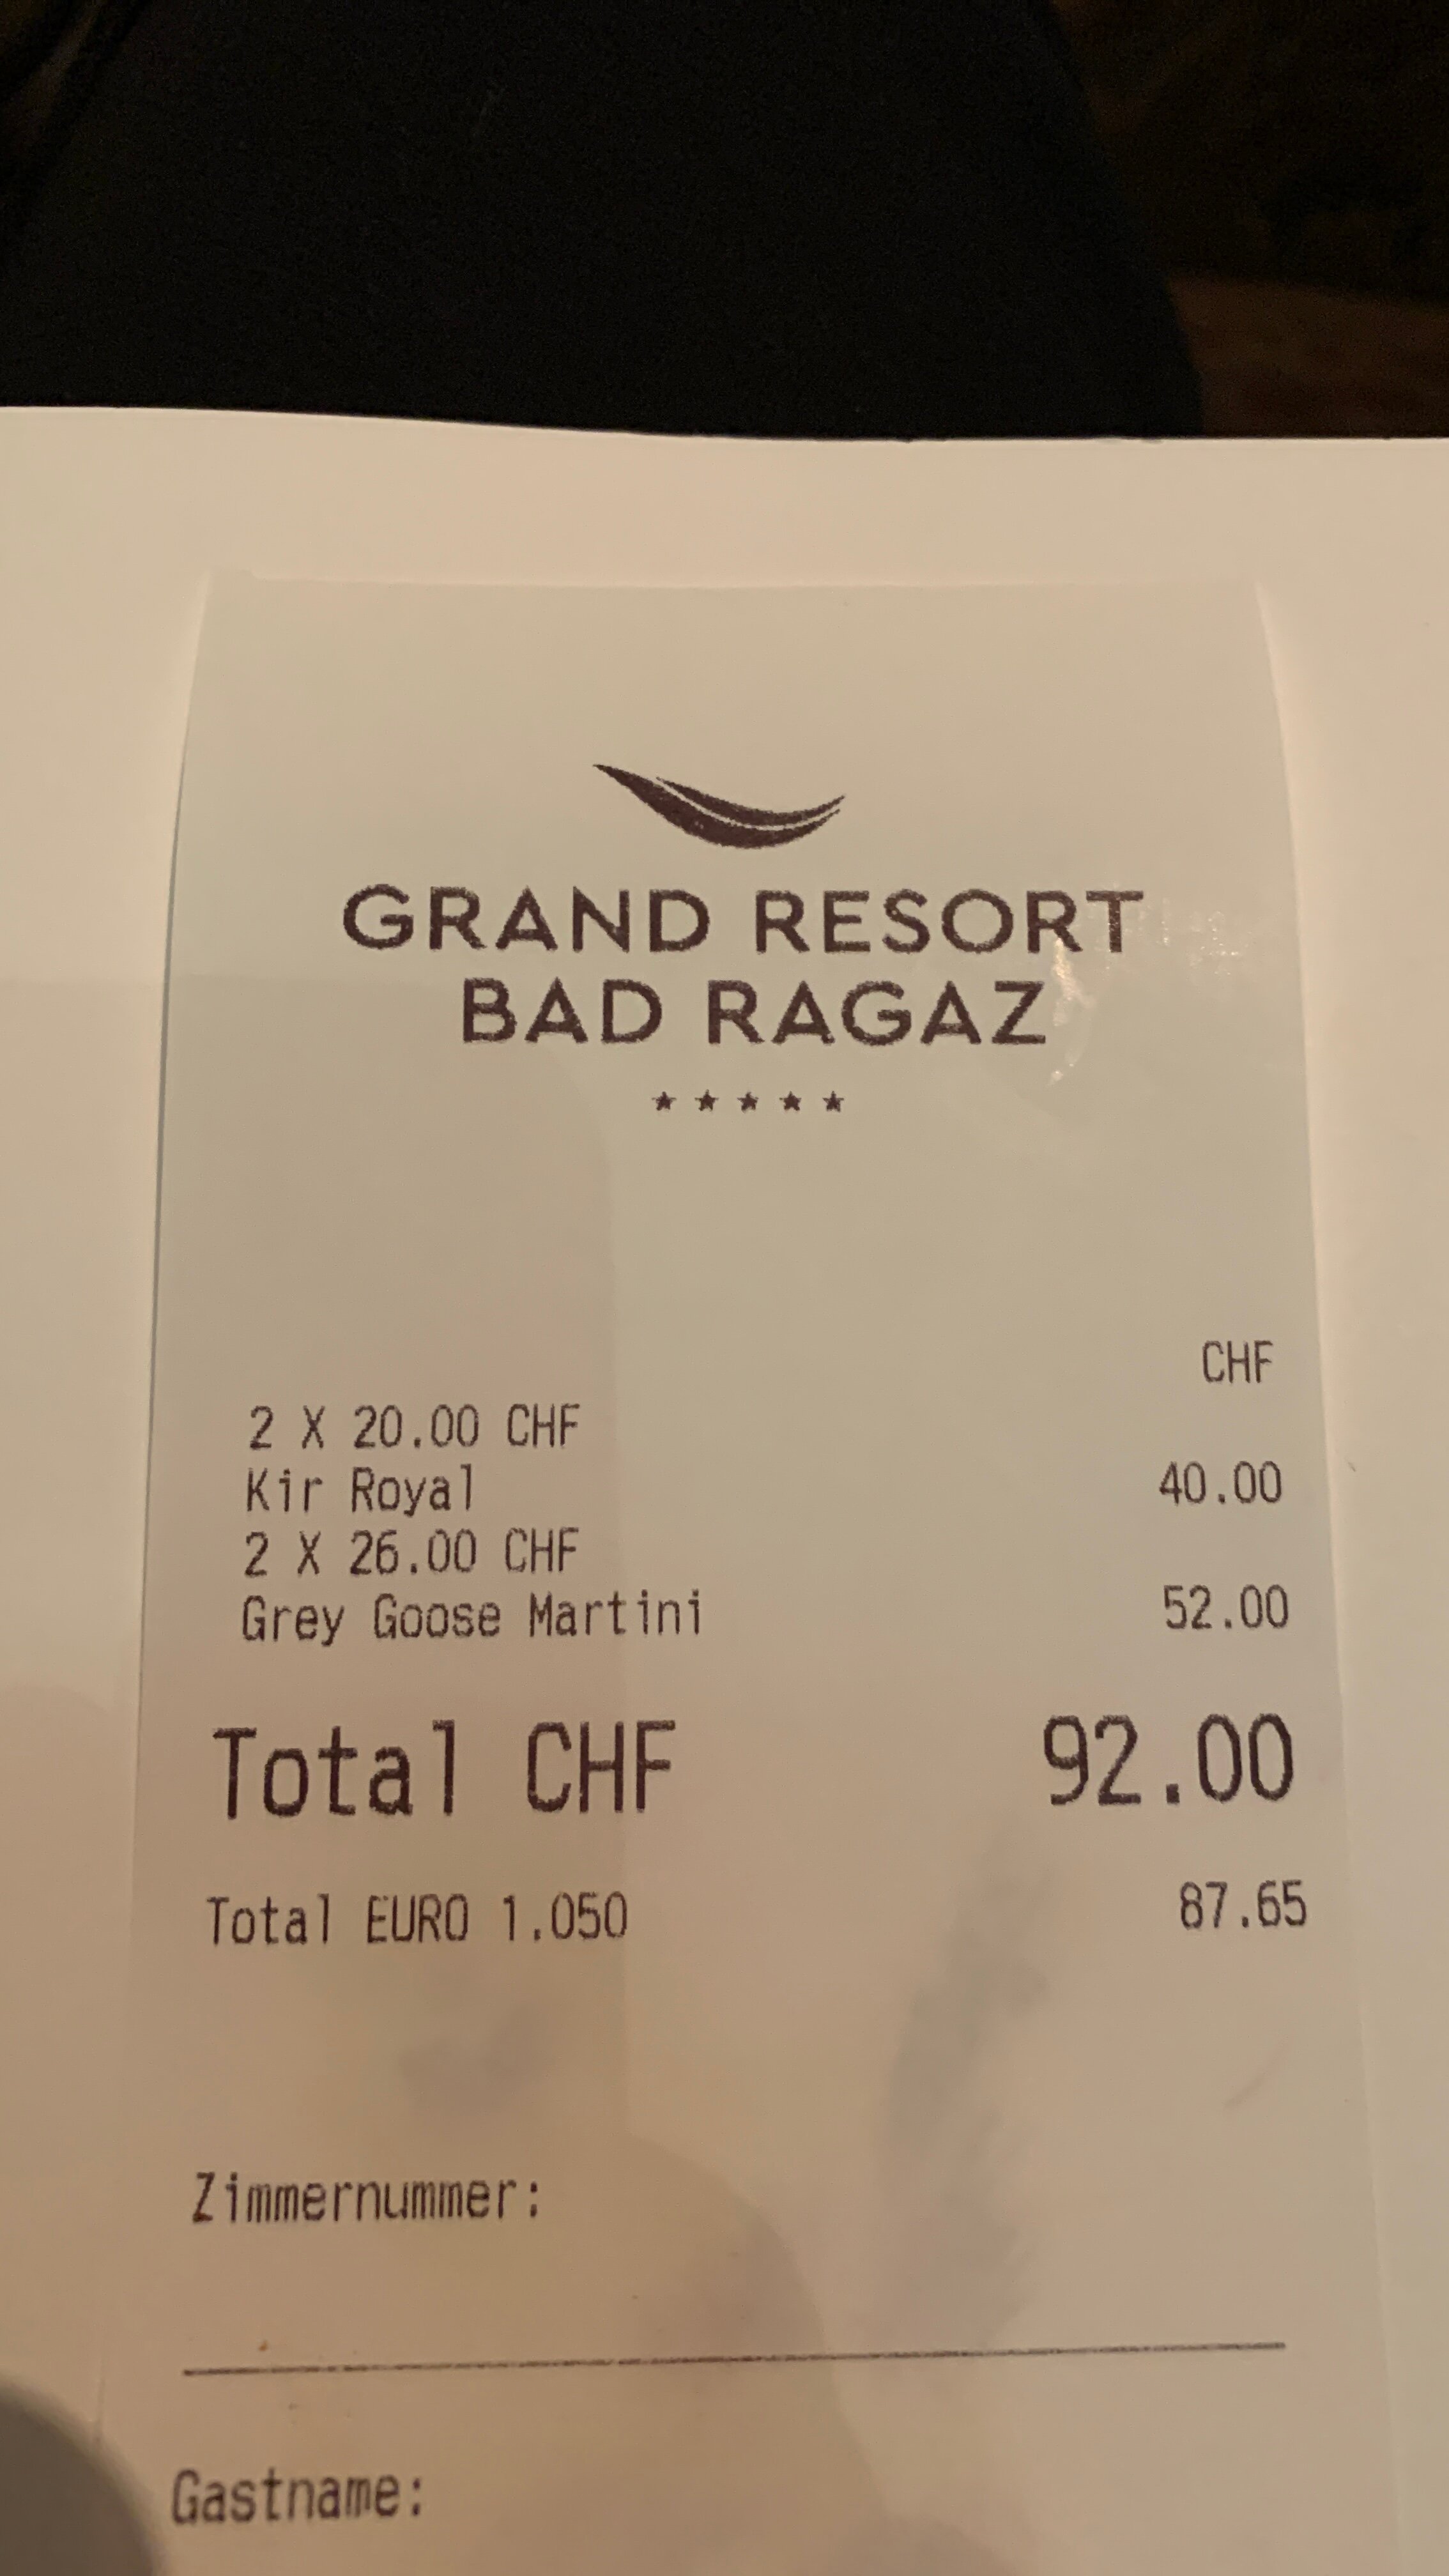 GRAND RESORT
BAD RAGAZ
CHF
2 X 20.00 CHF
Kir Royal 40.00
2 X 26.00 CHF
Grey Goose Martini 52.00
Total CHF 92.00
Total EURO 1.050 87.65
Zimmernummer:
Gastname: